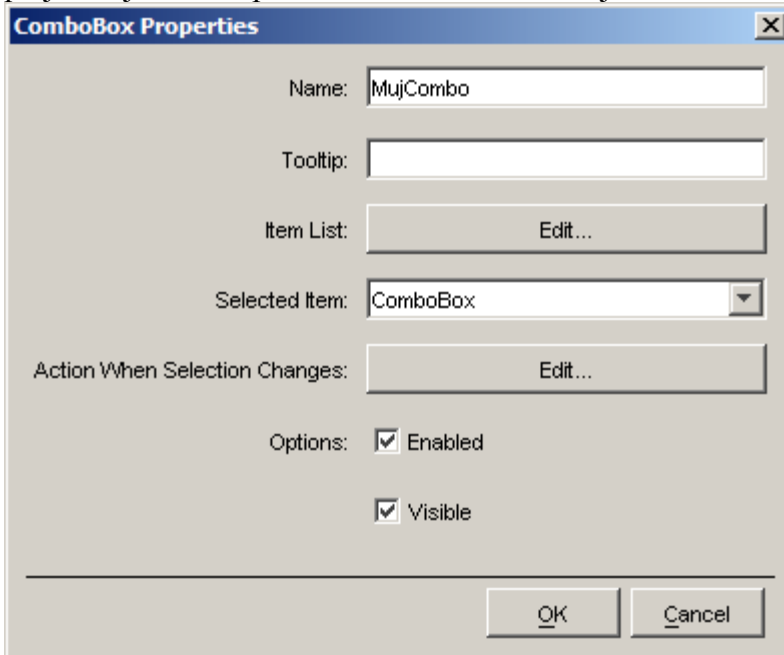 ComboBox Properties
Name: MujCombo
Tooltip:
Item List: Edit...
Selected Item: ComboBox
Action When Selection Changes: Edit...
Options: Enabled
Visible
OK Cancel